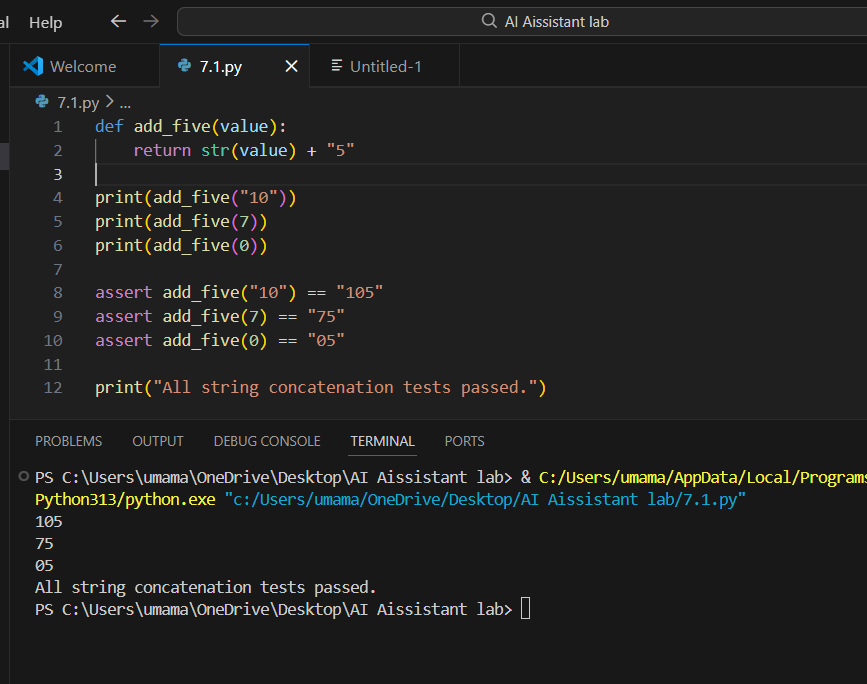 al Help AI Aissistant lab
Welcome 7.1.py Untitled-1
7.1.py > ...
1 def add_five(value):
2     return str(value) + "5"
3
4 print(add_five("10"))
5 print(add_five(7))
6 print(add_five(0))
7
8 assert add_five("10") == "105"
9 assert add_five(7) == "75"
10 assert add_five(0) == "05"
11
12 print("All string concatenation tests passed.")
PROBLEMS OUTPUT DEBUG CONSOLE TERMINAL PORTS
PS C:\Users\umama\OneDrive\Desktop\AI Aissistant lab> & C:/Users/umama/AppData/Local/Programs
Python313/python.exe "c:/Users/umama/OneDrive/Desktop/AI Aissistant lab/7.1.py"
105
75
05
All string concatenation tests passed.
PS C:\Users\umama\OneDrive\Desktop\AI Aissistant lab>